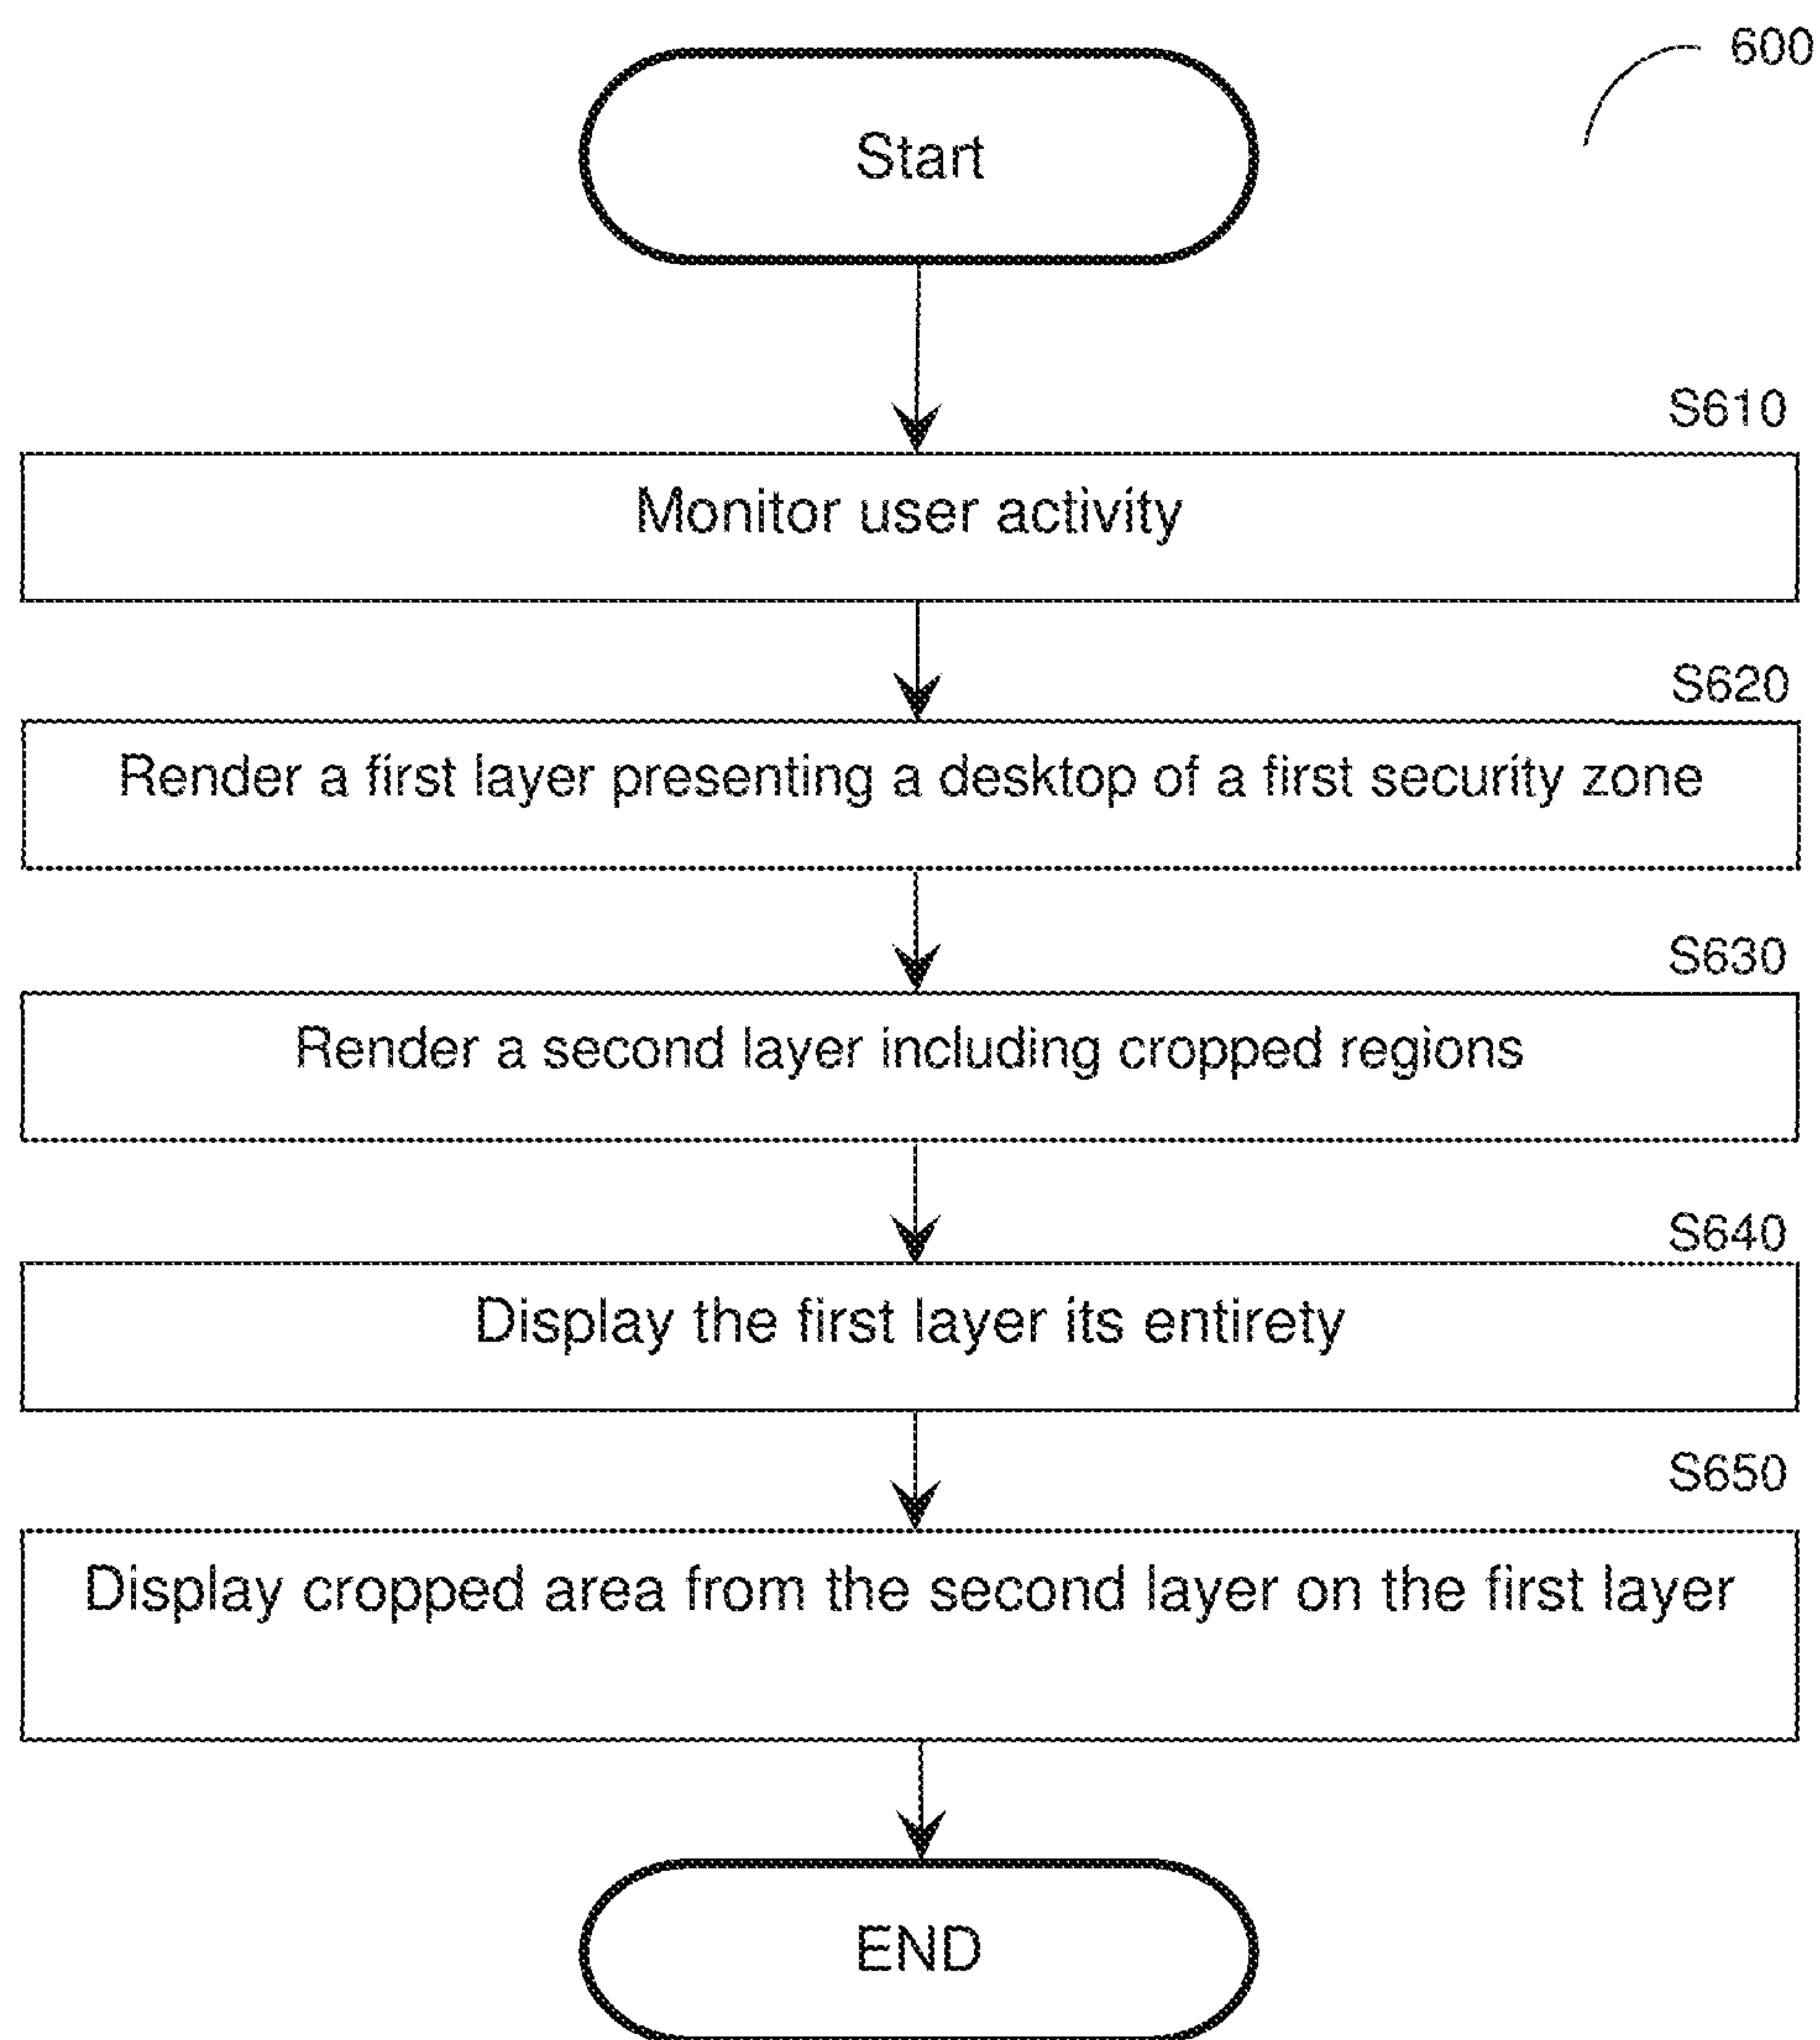 600
Start
S610
Monitor user activity
S620
Render a first layer presenting a desktop of a first security zone
S630
Render a second layer including cropped regions
S640
Display the first layer its entirety
S650
Display cropped area from the second layer on the first layer
END